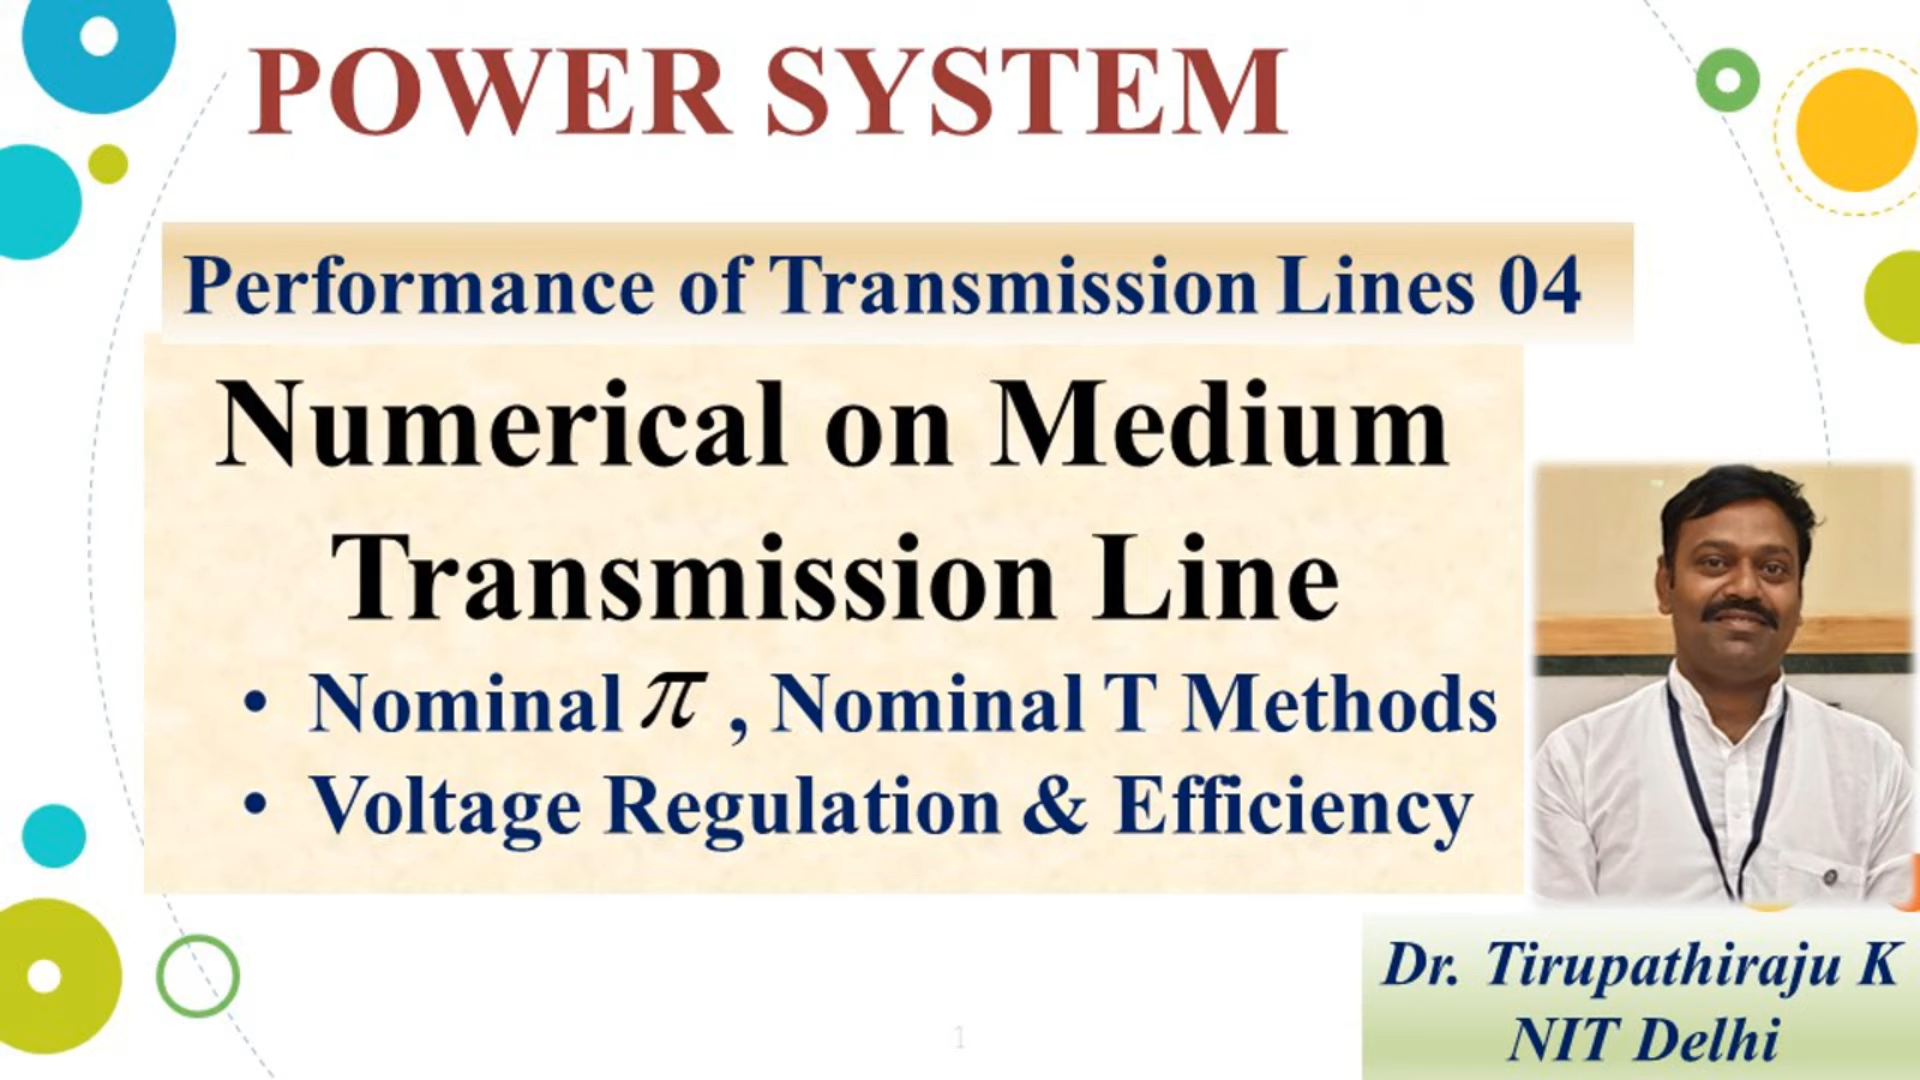 POWER SYSTEM
Performance of Transmission Lines 04
Numerical on Medium
Transmission Line
• Nominal π , Nominal T Methods
• Voltage Regulation & Efficiency
Dr. Tirupathiraju K
NIT Delhi
1